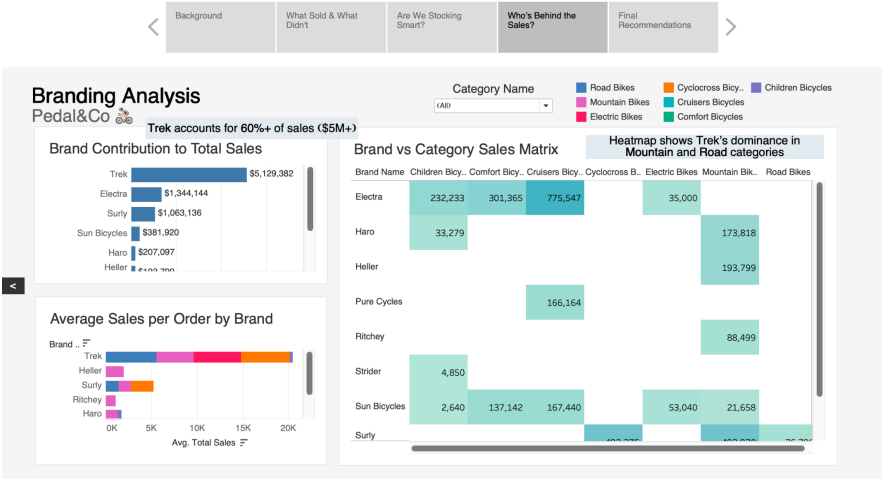 Background
What Sold & What
Didn't
Are We Stocking
Smart?
Who's Behind the
Sales?
Final
Recommendations
Branding Analysis
Pedal&Co
Category Name
(All)
Road Bikes
Cyclocross Bicy..
Children Bicycles
Mountain Bikes
Cruisers Bicycles
Electric Bikes
Comfort Bicycles
Trek accounts for 60%+ of sales ($5M+)
Brand Contribution to Total Sales
Trek $5,129,382
Electra $1,344,144
Surly $1,063,136
Sun Bicycles $381,920
Haro $207,097
Heller
<
Average Sales per Order by Brand
Brand ..
Trek
Heller
Surly
Ritchey
Haro
0K 5K 10K 15K 20K
Avg. Total Sales
Brand vs Category Sales Matrix
Heatmap shows Trek's dominance in
Mountain and Road categories
Brand Name Children Bicy.. Comfort Bicy.. Cruisers Bicy.. Cyclocross B.. Electric Bikes Mountain Bik.. Road Bikes
Electra 232,233 301,365 775,547 35,000
Haro 33,279 173,818
Heller 193,799
Pure Cycles 166,164
Ritchey 88,499
Strider 4,850
Sun Bicycles 2,640 137,142 167,440 53,040 21,658
Surly